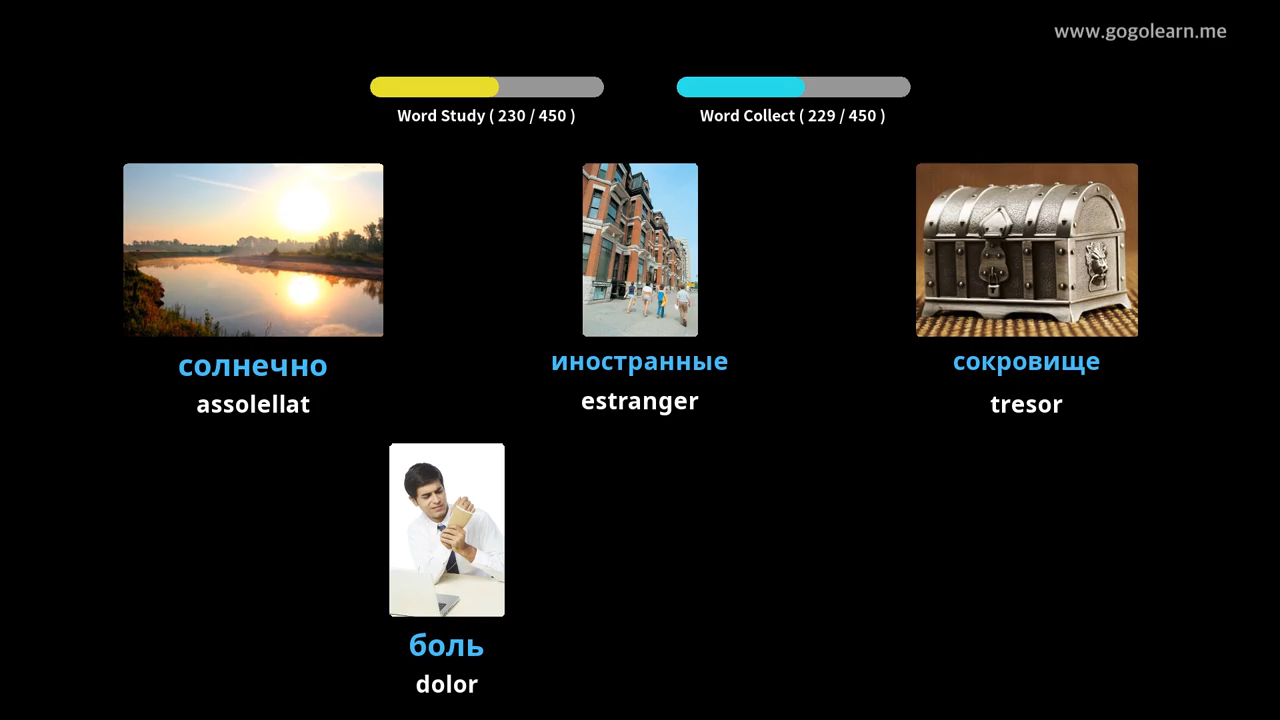 www.gogolearn.me
Word Study ( 230 / 450 )
Word Collect ( 229 / 450 )
солнечно
assolellat
иностранные
estranger
сокровище
tresor
боль
dolor